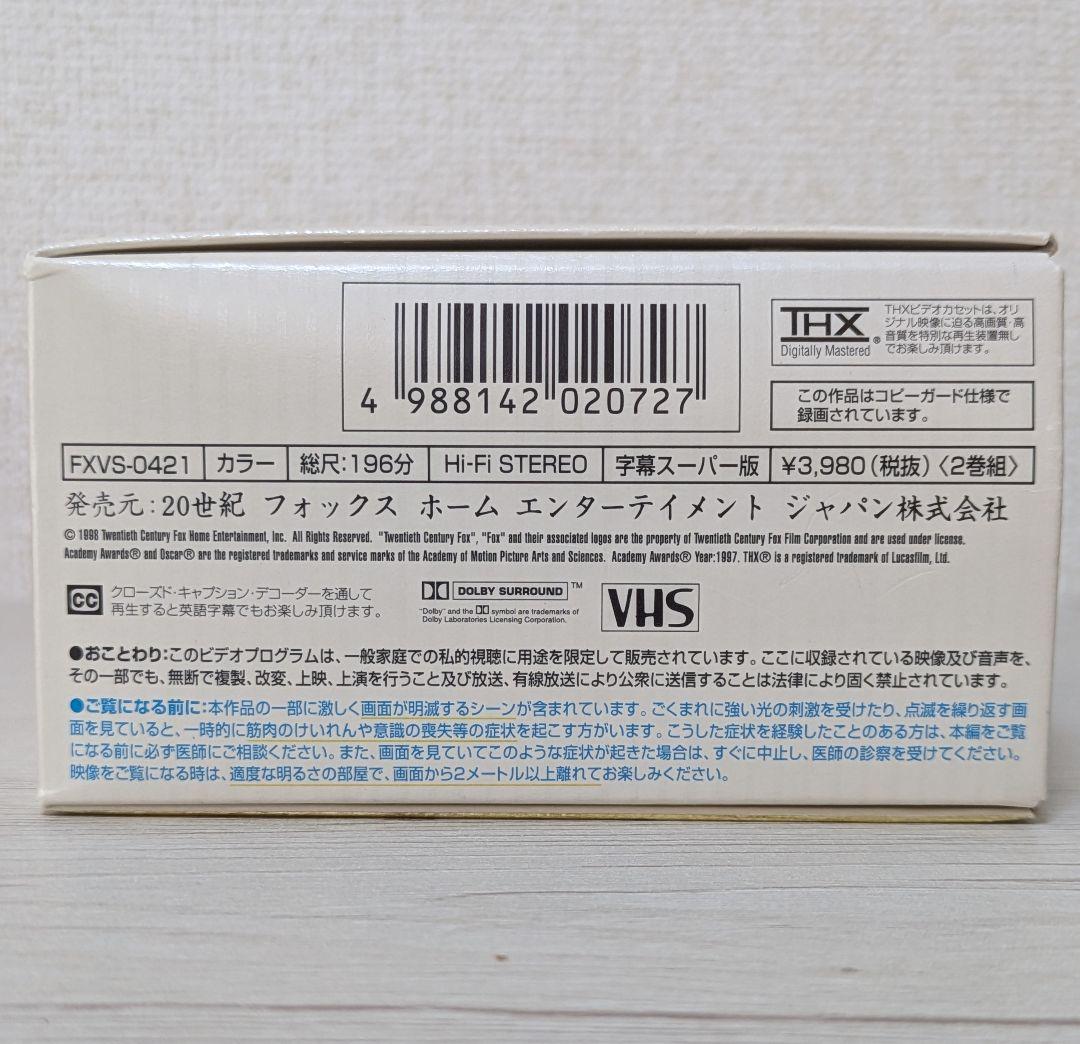 4 988142 020727
THX®
Digitally Mastered
THXビデオカセットは、オリ
ジナル映像に迫る高画質・高
音質を特別な再生装置無し
でお楽しみ頂けます。
この作品はコピーガード仕様で
録画されています。
FXVS-0421 カラー 総尺：196分 Hi-Fi STEREO 字幕スーパー版 ¥3,980（税抜）〈2巻組〉
発売元：20世紀 フォックス ホーム エンターテイメント ジャパン株式会社
© 1998 Twentieth Century Fox Home Entertainment, Inc. All Rights Reserved. "Twentieth Century Fox", "Fox" and their associated logos are the property of Twentieth Century Fox Film Corporation and are used under license.
Academy Awards® and Oscar® are the registered trademarks and service marks of the Academy of Motion Picture Arts and Sciences. Academy Awards® Year:1997. THX® is a registered trademark of Lucasfilm, Ltd.
CC クローズド・キャプション・デコーダーを通して
再生すると英語字幕でもお楽しみ頂けます。
DOLBY SURROUND™
"Dolby" and the symbol are trademarks of
Dolby Laboratories Licensing Corporation.
VHS
●おことわり：このビデオプログラムは、一般家庭での私的視聴に用途を限定して販売されています。ここに収録されている映像及び音声を、
その一部でも、無断で複製、改変、上映、上演を行うこと及び放送、有線放送により公衆に送信することは法律により固く禁止されています。
●ご覧になる前に：本作品の一部に激しく画面が明滅するシーンが含まれています。ごくまれに強い光の刺激を受けたり、点滅を繰り返す画
面を見ていると、一時的に筋肉のけいれんや意識の喪失等の症状を起こす方がいます。こうした症状を経験したことのある方は、本編をご覧
になる前に必ず医師にご相談ください。また、画面を見ていてこのような症状が起きた場合は、すぐに中止し、医師の診察を受けてください。
映像をご覧になる時は、適度な明るさの部屋で、画面から2メートル以上離れてお楽しみください。